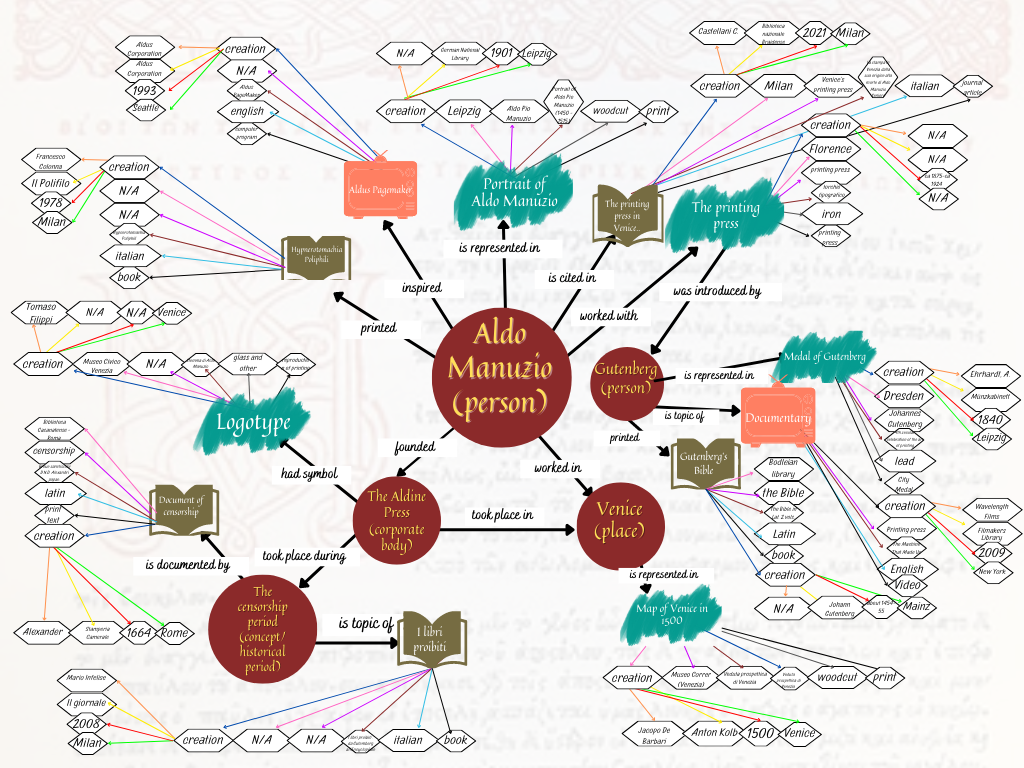 Aldus
Corporation
Aldus
Corporation
1993
Seattle
creation
N/A
Aldus
PageMaker
english
computer
program
Aldus Pagemaker
N/A
German National
Library
1901
Leipzig
creation
Leipzig
Aldo Pio
Manuzio
Portrait of
Aldo Pio
Manuzio
(1450 -
1515)
woodcut
print
Portrait of
Aldo Manuzio
Castellani C.
Biblioteca
nazionale
Braidense
2021
Milan
creation
Milan
Venice's
printing press
italian
journal
article
The printing
press in
Venice..
The printing
press
creation
Florence
printing press
torchio
tipografico
iron
printing
press
N/A
N/A
1924
N/A
Francesco
Colonna
Il Polifilo
1978
Milan
creation
N/A
N/A
Hypnerotomachia
Poliphili
italian
book
Hypnerotomachia
Poliphili
inspired
is represented in
is cited in
worked with
was introduced by
printed
Aldo
Manuzio
(person)
Gutenberg
(person)
is represented in
is topic of
printed
Medal of Gutenberg
Documentary
Gutenberg's
Bible
creation
Dresden
Johannes
Gutenberg
lead
City
Medal
Ehrhardt. A.
Münzkabinett
1840
Leipzig
creation
Printing press
English
Video
Wavelength
Films
Filmakers
Library
2009
New York
Bodleian
library
the Bible
Latin
book
creation
N/A
Johann
Gutenberg
Mainz
Tomaso
Filippi
N/A
N/A
Venice
creation
Museo Civico
Venezia
N/A
glass and
other
Logotype
had symbol
founded
worked in
The Aldine
Press
(corporate
body)
took place in
Venice
(place)
is represented in
Map of Venice in
1500
creation
Museo Correr
(Venezia)
Veduta prospettica
di Venezia
woodcut
print
Jacopo De
Barbari
Anton Kolb
1500
Venice
Biblioteca
Casanatense -
Roma
censorship
latin
print
text
creation
Document of
censorship
is documented by
took place during
Alexander
Stamperia
Camerale
1664
Rome
The
censorship
period
(concept/
historical
period)
is topic of
I libri
proibiti
Mario Infelise
Il giornale
2008
Milan
creation
N/A
N/A
italian
book